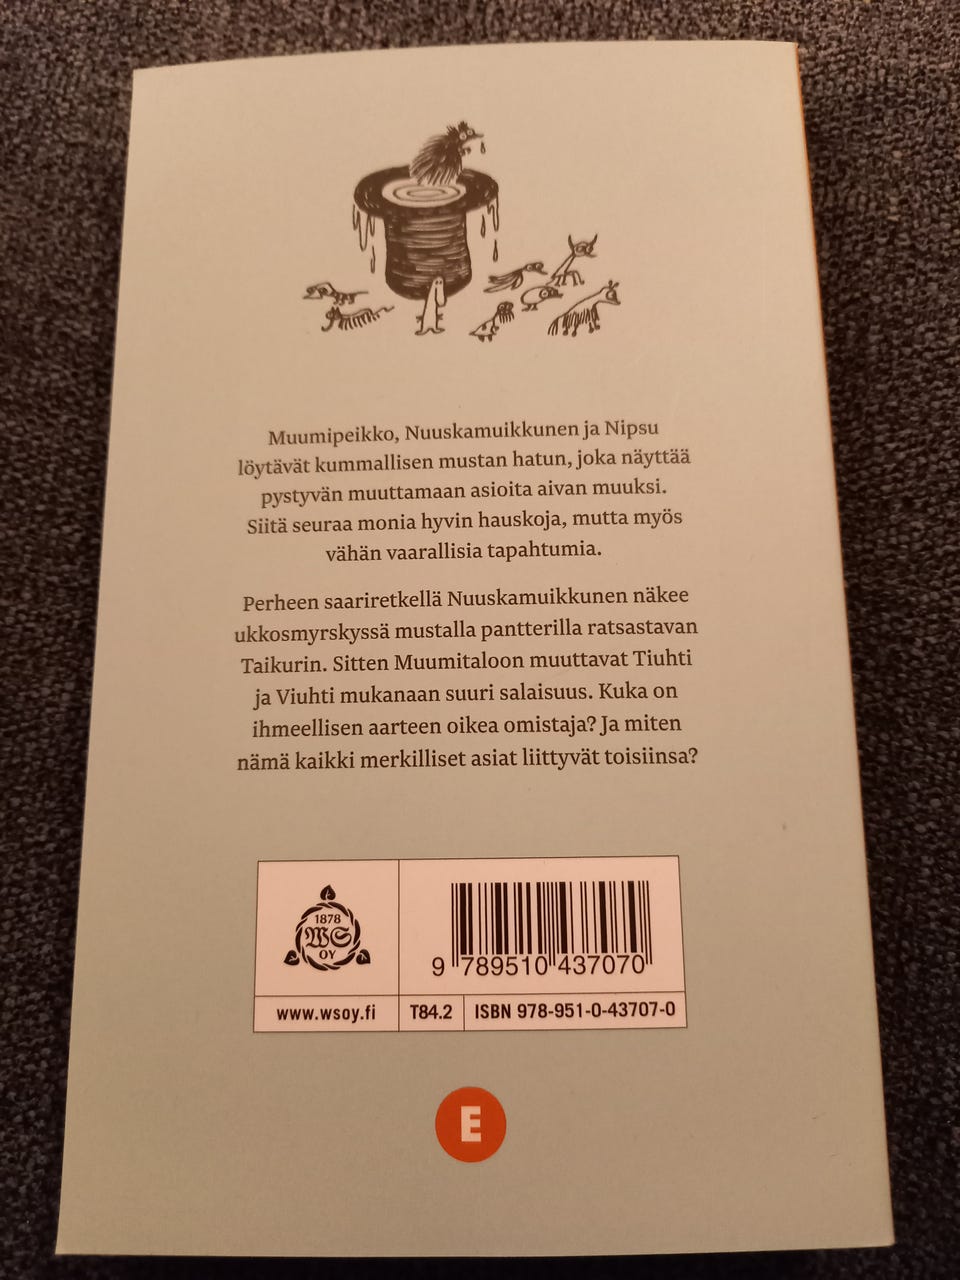 Muumipeikko, Nuuskamuikkunen ja Nipsu
löytävät kummallisen mustan hatun, joka näyttää
pystyvän muuttamaan asioita aivan muuksi.
Siitä seuraa monia hyvin hauskoja, mutta myös
vähän vaarallisia tapahtumia.
Perheen saariretkellä Nuuskamuikkunen näkee
ukkosmyrskyssä mustalla pantterilla ratsastavan
Taikurin. Sitten Muumitaloon muuttavat Tiuhti
ja Viuhti mukanaan suuri salaisuus. Kuka on
ihmeellisen aarteen oikea omistaja? Ja miten
nämä kaikki merkilliset asiat liittyvät toisiinsa?
1878
WS
OY
9 789510 437070
www.wsoy.fi
T84.2
ISBN 978-951-0-43707-0
E